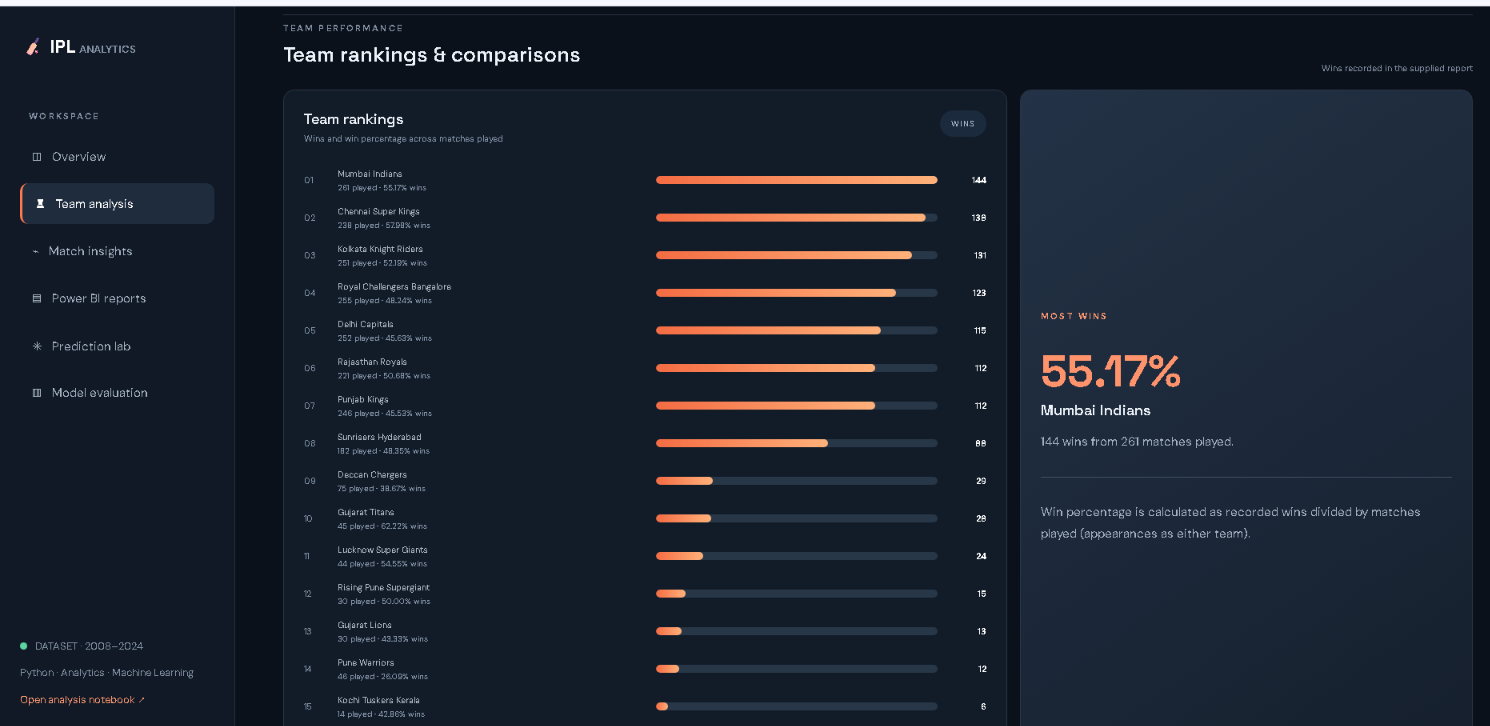 IPL ANALYTICS
WORKSPACE
Overview
Team analysis
Match insights
Power BI reports
Prediction lab
Model evaluation
DATASET · 2008–2024
Python · Analytics · Machine Learning
Open analysis notebook ↗
TEAM PERFORMANCE
Team rankings & comparisons
Wins recorded in the supplied report
Team rankings
Wins and win percentage across matches played
WINS
01 Mumbai Indians 144
261 played · 55.17% wins
02 Chennai Super Kings 138
238 played · 57.98% wins
03 Kolkata Knight Riders 131
251 played · 52.19% wins
04 Royal Challengers Bangalore 123
255 played · 48.24% wins
05 Delhi Capitals 115
252 played · 45.63% wins
06 Rajasthan Royals 112
221 played · 50.68% wins
07 Punjab Kings 112
246 played · 45.53% wins
08 Sunrisers Hyderabad 88
182 played · 48.35% wins
09 Deccan Chargers 29
75 played · 38.67% wins
10 Gujarat Titans 28
45 played · 62.22% wins
11 Lucknow Super Giants 24
44 played · 54.55% wins
12 Rising Pune Supergiant 15
30 played · 50.00% wins
13 Gujarat Lions 13
30 played · 43.33% wins
14 Pune Warriors 12
46 played · 26.09% wins
15 Kochi Tuskers Kerala 6
14 played · 42.86% wins
MOST WINS
55.17%
Mumbai Indians
144 wins from 261 matches played.
Win percentage is calculated as recorded wins divided by matches
played (appearances as either team).